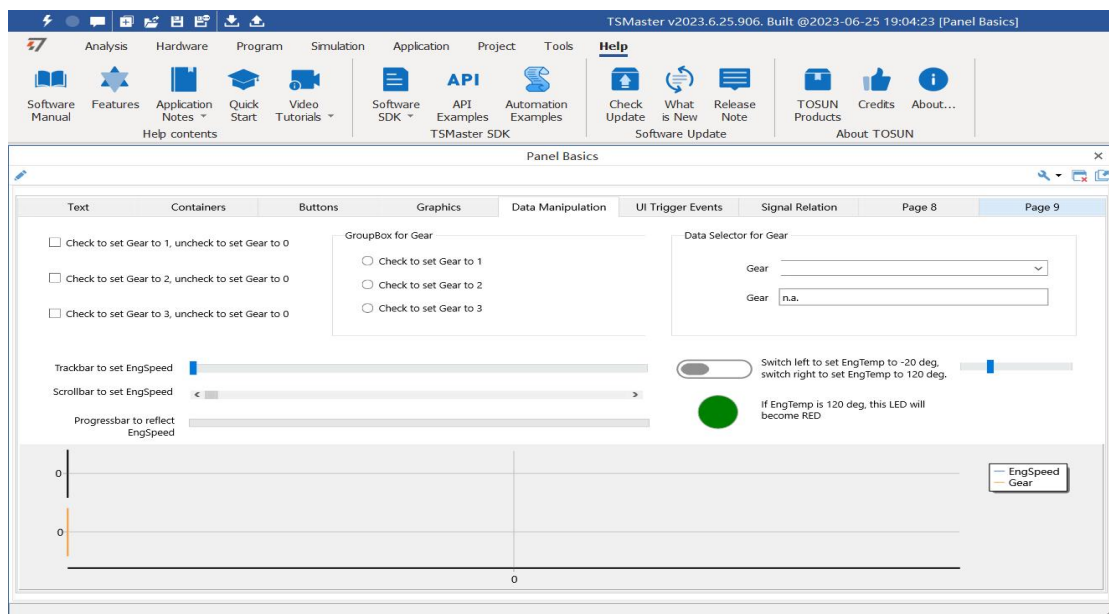 TSMaster v2023.6.25.906. Built @2023-06-25 19:04:23 [Panel Basics]
Analysis Hardware Program Simulation Application Project Tools Help
Software Manual
Features
Application Notes
Quick Start
Video Tutorials
Software SDK
API
API Examples
Automation Examples
Check Update
What is New
Release Note
TOSUN Products
Credits
About...
Help contents
TSMaster SDK
Software Update
About TOSUN
Panel Basics
Text Containers Buttons Graphics Data Manipulation UI Trigger Events Signal Relation Page 8 Page 9
Check to set Gear to 1, uncheck to set Gear to 0
Check to set Gear to 2, uncheck to set Gear to 0
Check to set Gear to 3, uncheck to set Gear to 0
GroupBox for Gear
Check to set Gear to 1
Check to set Gear to 2
Check to set Gear to 3
Data Selector for Gear
Gear
Gear n.a.
Trackbar to set EngSpeed
Scrollbar to set EngSpeed
Progressbar to reflect
EngSpeed
Switch left to set EngTemp to -20 deg,
switch right to set EngTemp to 120 deg.
If EngTemp is 120 deg, this LED will
become RED
0
0
0
EngSpeed
Gear